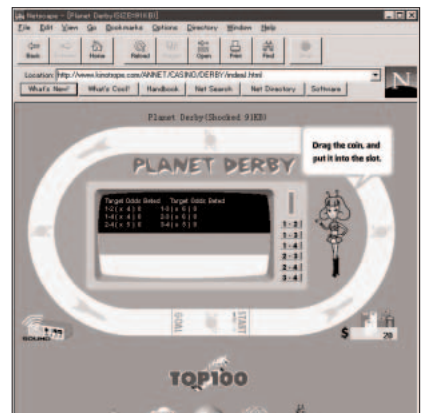 Netscape - [Planet Derby(SIZE=91KB)]
File Edit View Go Bookmarks Options Directory Window Help
Back Home Reload Open Print Find
Location: http://www.kinotrope.com/ANNET/CASINO/DERBY/index1.html
What's New! What's Cool! Handbook Net Search Net Directory Software
N
Planet Derby(Shocked 91KB)
Drag the coin, and
put it into the slot.
PLANET DERBY
Target Odds Beted Target Odds Beted
1-2( x 4) 0 1-3( x 6) 0
1-4( x 4) 0 2-3( x 6) 0
2-4( x 5) 0 3-4( x 5) 0
1-2
1-3
1-4
2-3
2-4
3-4
GOAL
START
SOUND
$ 20
TOP100